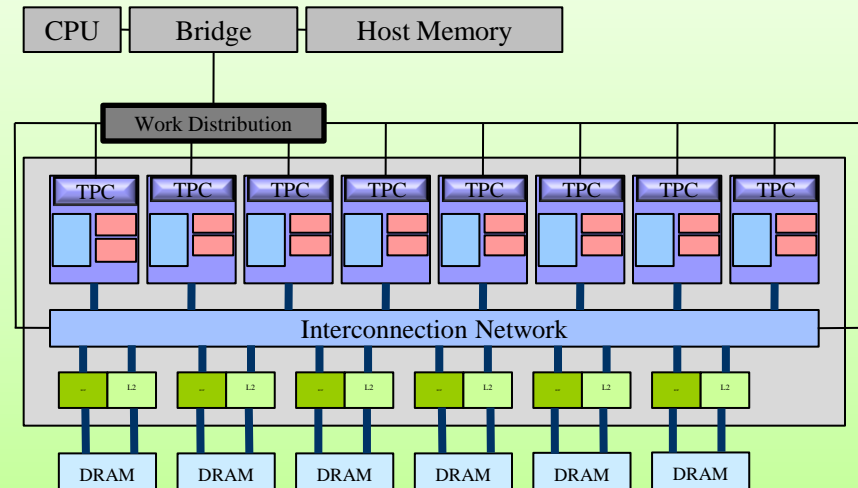 CPU
Bridge
Host Memory
Work Distribution
TPC
TPC
TPC
TPC
TPC
TPC
TPC
TPC
Interconnection Network
L2
L2
L2
L2
L2
L2
DRAM
DRAM
DRAM
DRAM
DRAM
DRAM